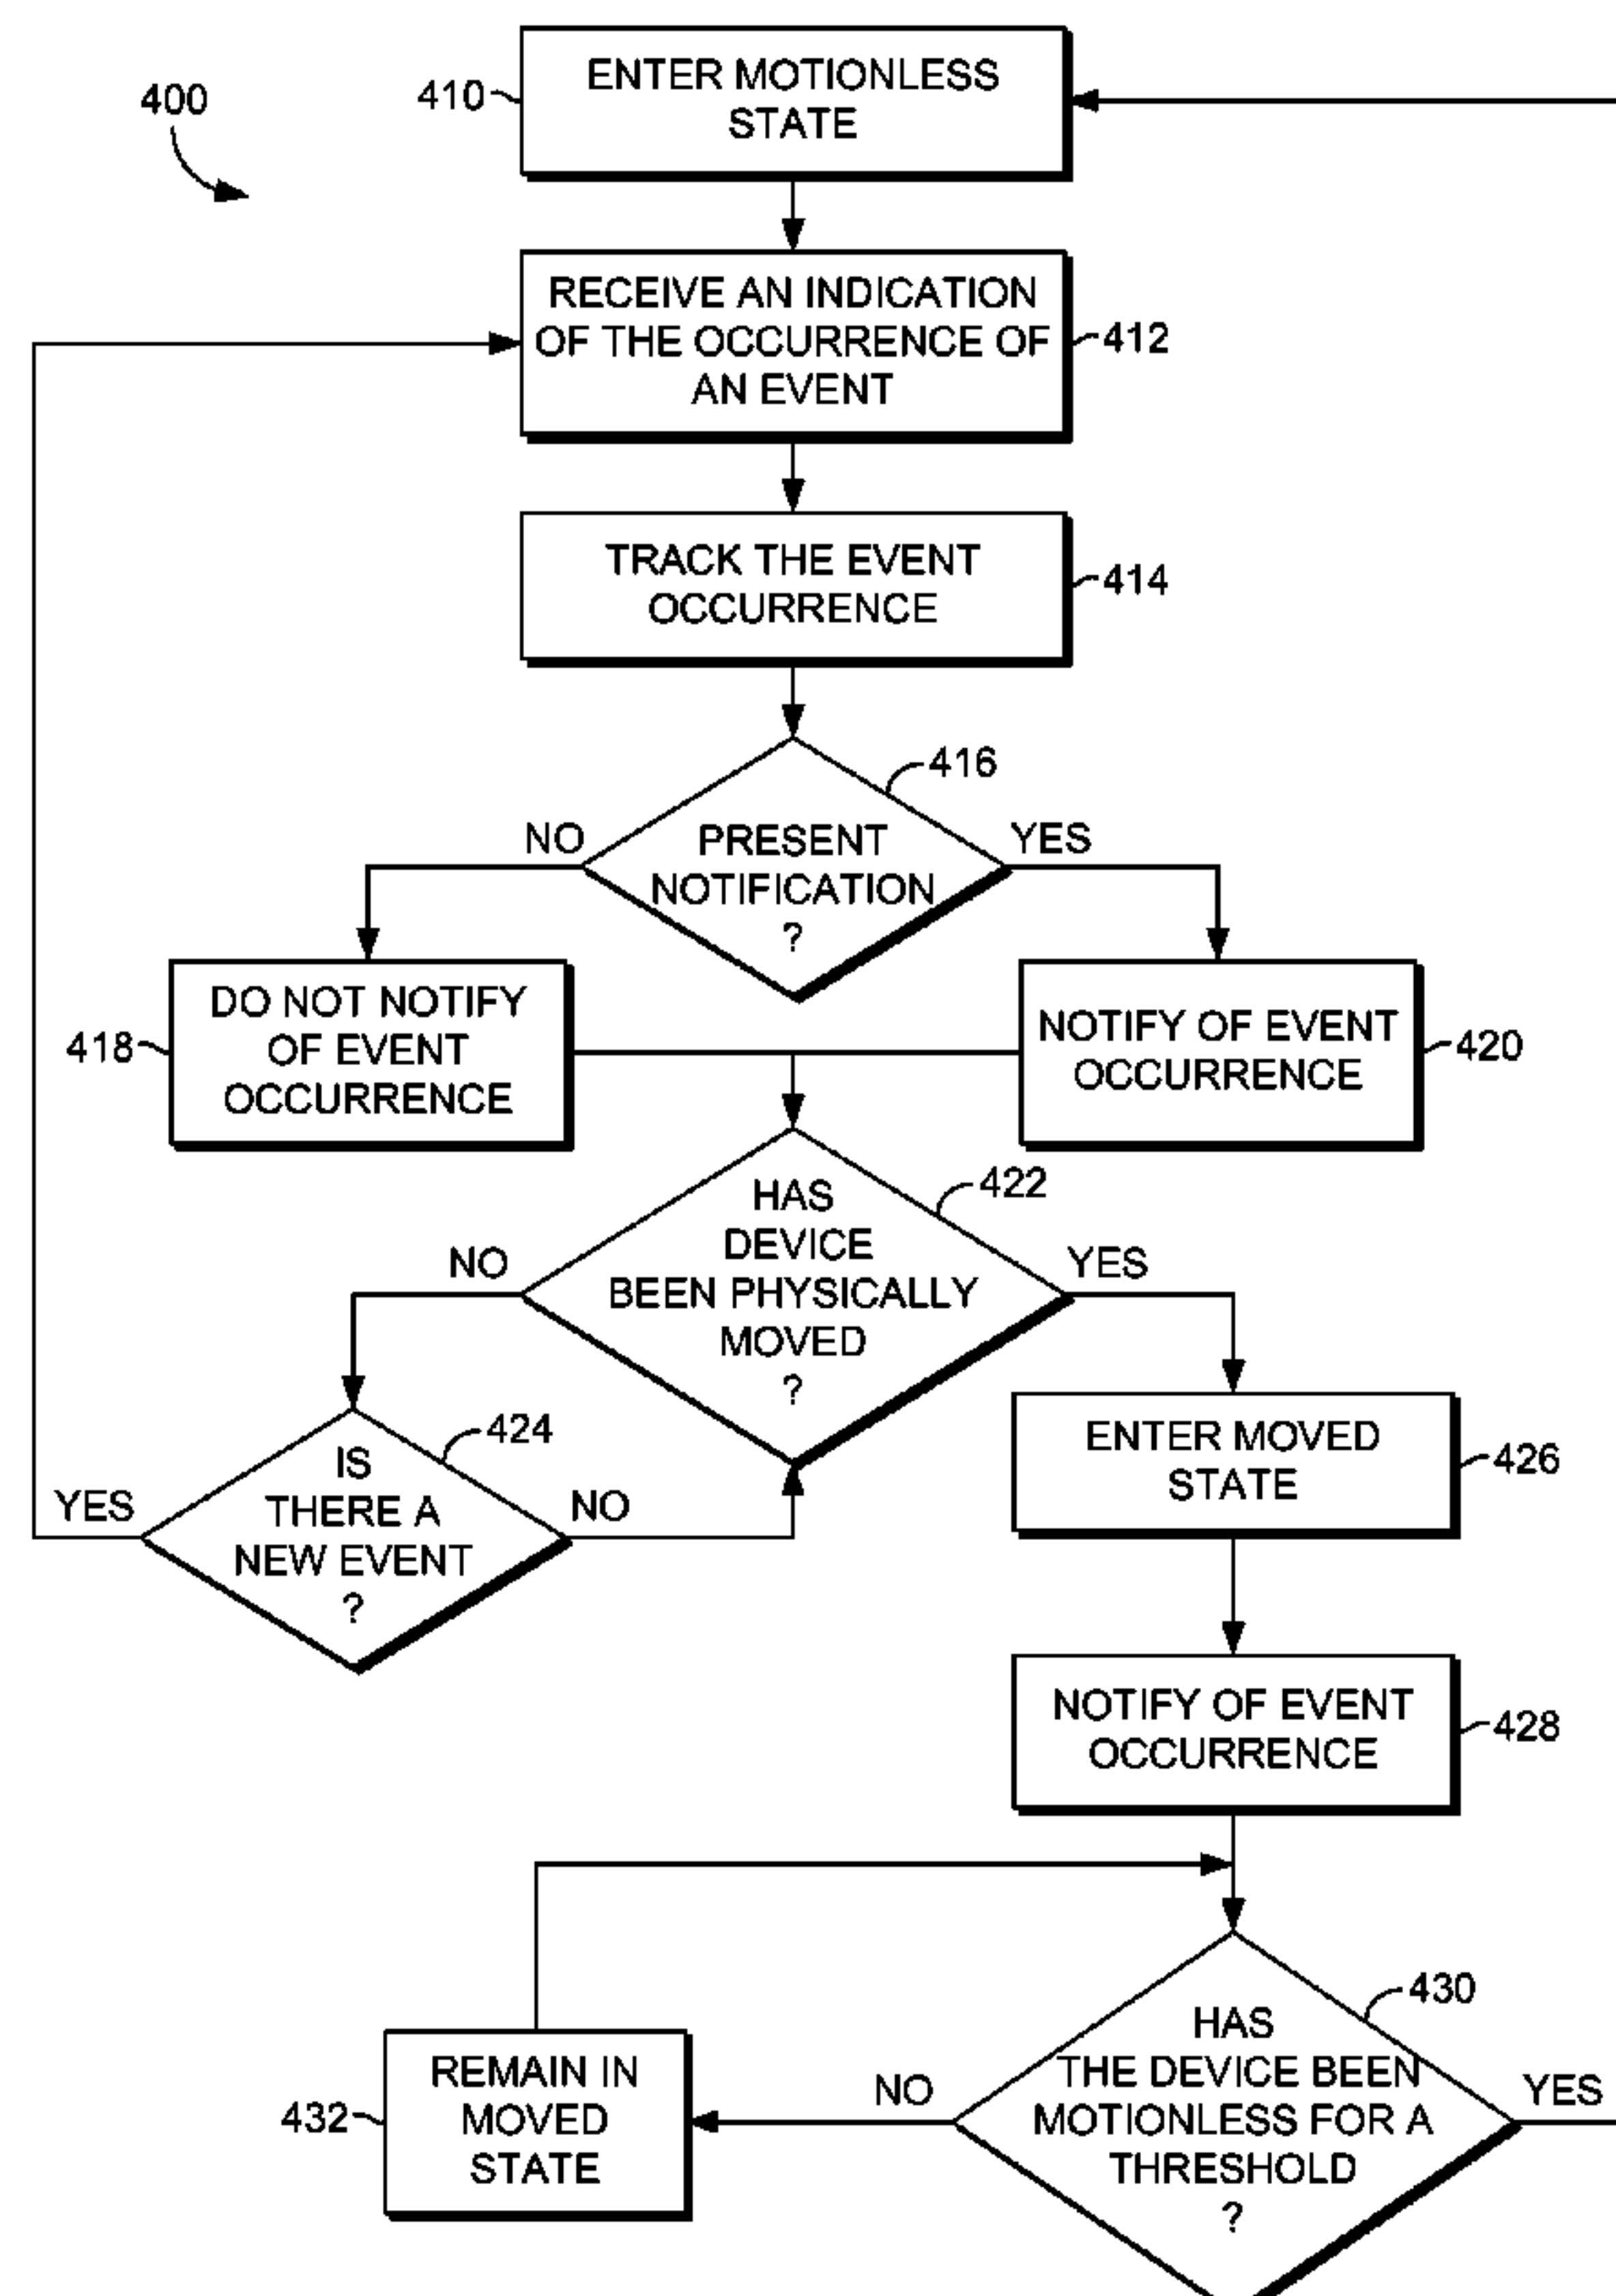 400
410
ENTER MOTIONLESS
STATE
RECEIVE AN INDICATION
OF THE OCCURRENCE OF
AN EVENT
412
TRACK THE EVENT
OCCURRENCE
414
416
NO
PRESENT
NOTIFICATION
?
YES
418
DO NOT NOTIFY
OF EVENT
OCCURRENCE
NOTIFY OF EVENT
OCCURRENCE
420
422
NO
HAS
DEVICE
BEEN PHYSICALLY
MOVED
?
YES
424
YES
IS
THERE A
NEW EVENT
?
NO
ENTER MOVED
STATE
426
NOTIFY OF EVENT
OCCURRENCE
428
430
432
REMAIN IN
MOVED
STATE
NO
HAS
THE DEVICE BEEN
MOTIONLESS FOR A
THRESHOLD
?
YES